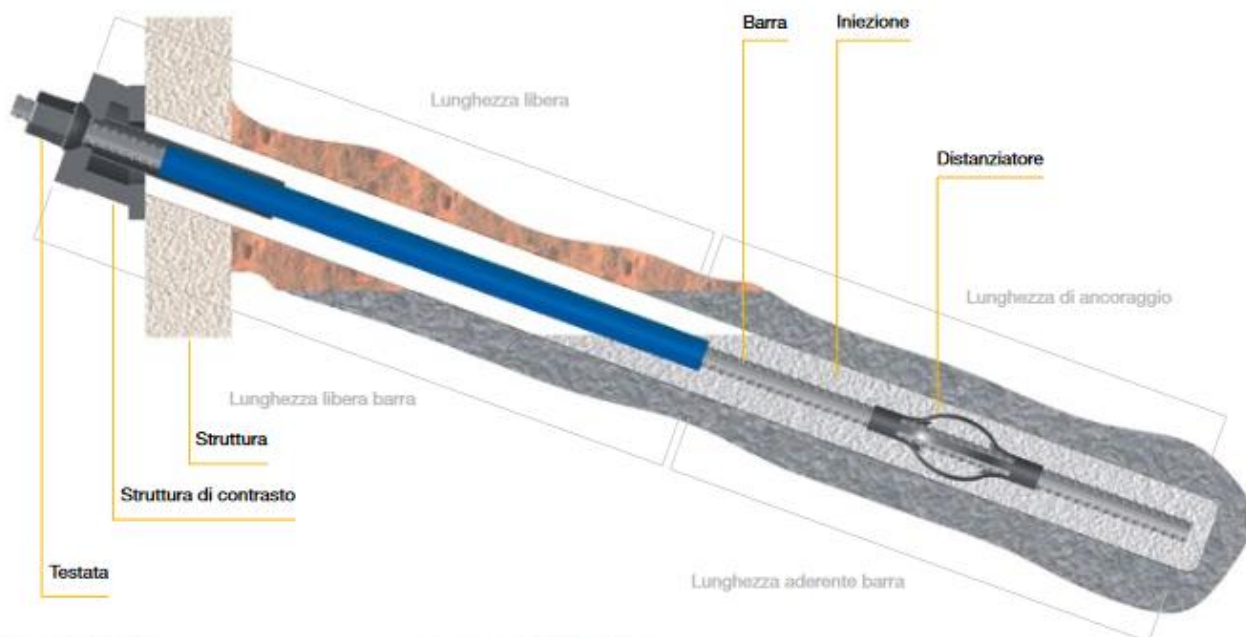 Barra
Iniezione
Lunghezza libera
Distanziatore
Lunghezza di ancoraggio
Lunghezza libera barra
Struttura
Struttura di contrasto
Testata
Lunghezza aderente barra